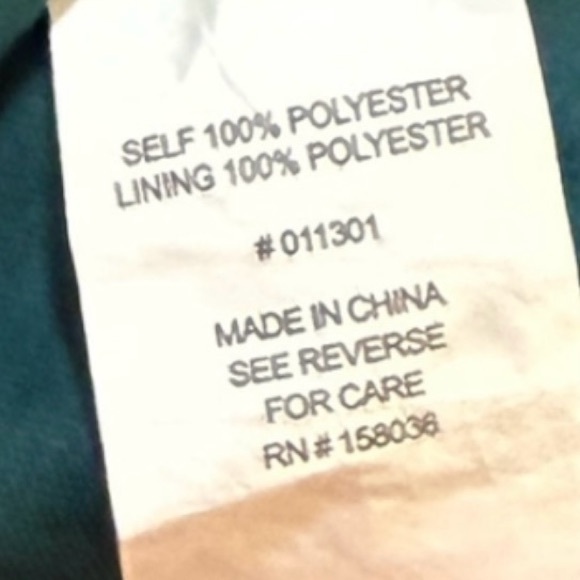 SELF 100% POLYESTER
LINING 100% POLYESTER
# 011301
MADE IN CHINA
SEE REVERSE
FOR CARE
RN # 158036